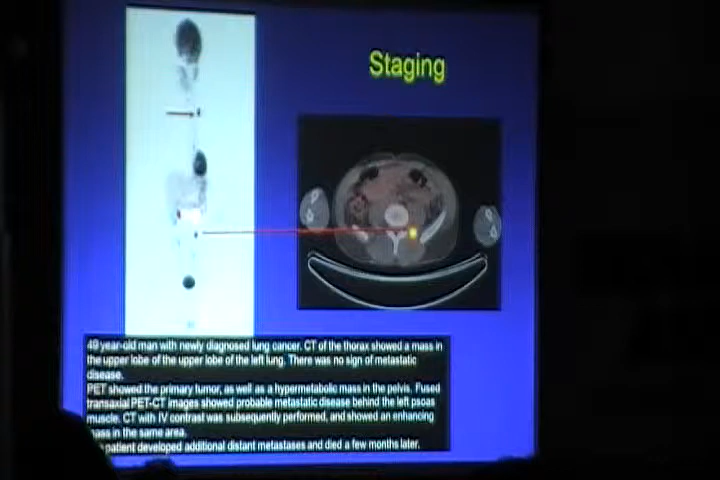 Staging
49 year-old man with newly diagnosed lung cancer. CT of the thorax showed a mass in
the upper lobe of the upper lobe of the left lung. There was no sign of metastatic
disease.
PET showed the primary tumor, as well as a hypermetabolic mass in the pelvis. Fused
transaxial PET-CT images showed probable metastatic disease behind the left psoas
muscle. CT with IV contrast was subsequently performed, and showed an enhancing
mass in the same area.
patient developed additional distant metastases and died a few months later.